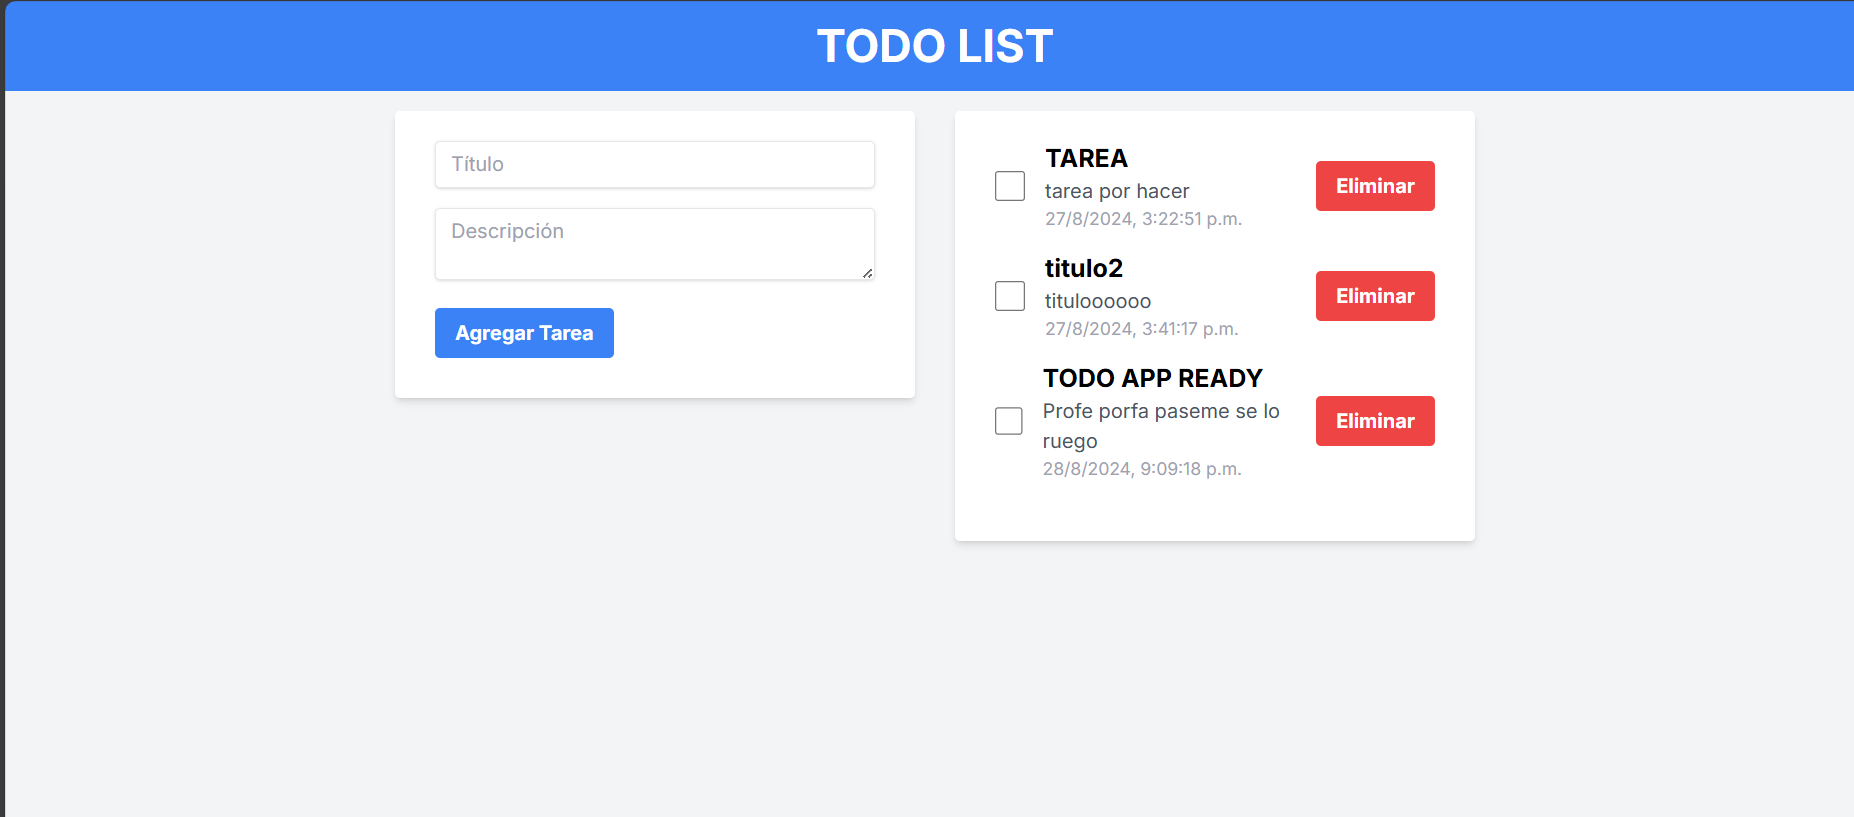 TODO LIST
Título
Descripción
Agregar Tarea
TAREA
tarea por hacer
27/8/2024, 3:22:51 p.m.
Eliminar
titulo2
tituloooooo
27/8/2024, 3:41:17 p.m.
Eliminar
TODO APP READY
Profe porfa paseme se lo
ruego
28/8/2024, 9:09:18 p.m.
Eliminar